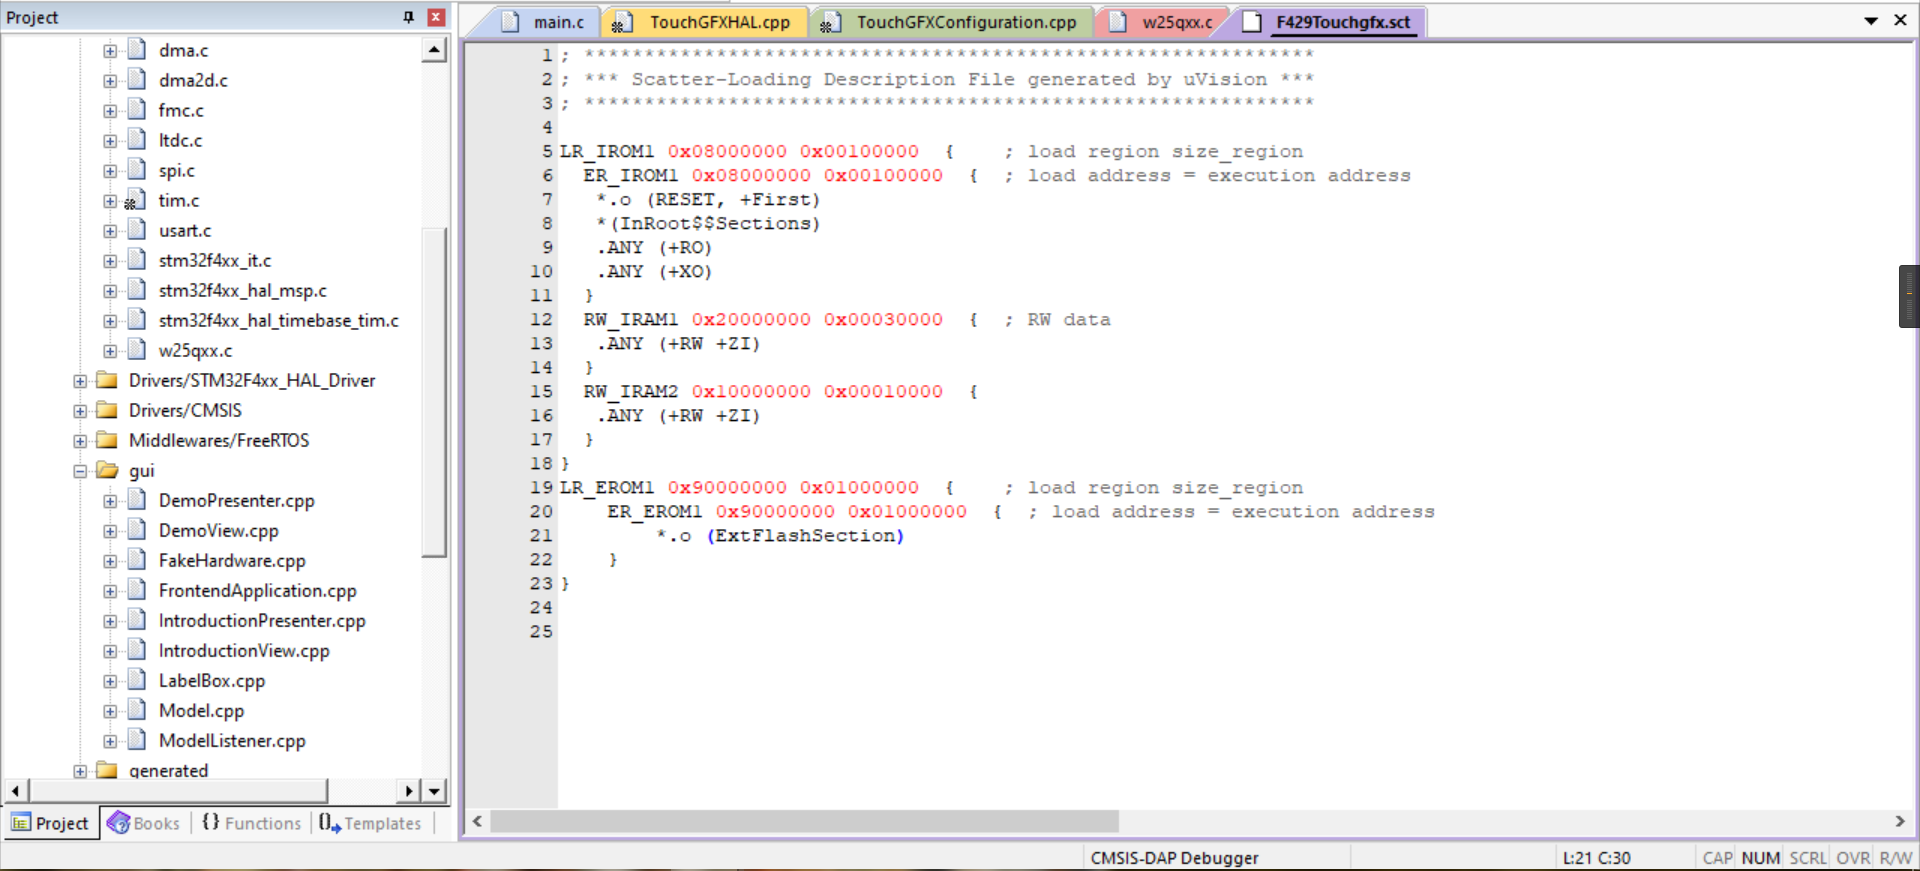 Project
dma.c
dma2d.c
fmc.c
ltdc.c
spi.c
tim.c
usart.c
stm32f4xx_it.c
stm32f4xx_hal_msp.c
stm32f4xx_hal_timebase_tim.c
w25qxx.c
Drivers/STM32F4xx_HAL_Driver
Drivers/CMSIS
Middlewares/FreeRTOS
gui
DemoPresenter.cpp
DemoView.cpp
FakeHardware.cpp
FrontendApplication.cpp
IntroductionPresenter.cpp
IntroductionView.cpp
LabelBox.cpp
Model.cpp
ModelListener.cpp
generated
Project Books {} Functions Templates
main.c TouchGFXHAL.cpp TouchGFXConfiguration.cpp w25qxx.c F429Touchgfx.sct
1 ; *************************************************************
2 ; *** Scatter-Loading Description File generated by uVision ***
3 ; *************************************************************
4
5 LR_IROM1 0x08000000 0x00100000 { ; load region size_region
6 ER_IROM1 0x08000000 0x00100000 { ; load address = execution address
7 *.o (RESET, +First)
8 *(InRoot$$Sections)
9 .ANY (+RO)
10 .ANY (+XO)
11 }
12 RW_IRAM1 0x20000000 0x00030000 { ; RW data
13 .ANY (+RW +ZI)
14 }
15 RW_IRAM2 0x10000000 0x00010000 {
16 .ANY (+RW +ZI)
17 }
18 }
19 LR_EROM1 0x90000000 0x01000000 { ; load region size_region
20 ER_EROM1 0x90000000 0x01000000 { ; load address = execution address
21 *.o (ExtFlashSection)
22 }
23 }
24
25
CMSIS-DAP Debugger L:21 C:30 CAP NUM SCRL OVR R/W